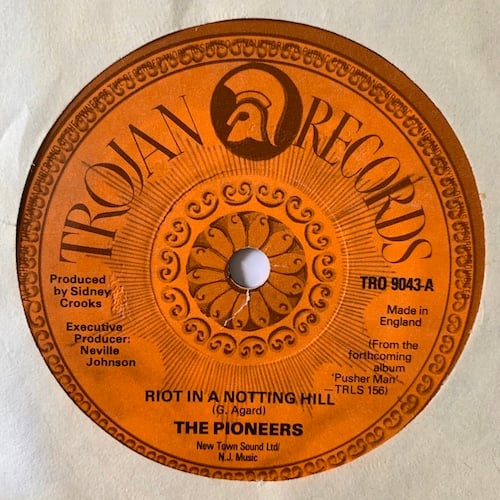 TROJAN RECORDS
Produced
by Sidney
Crooks
Executive
Producer:
Neville
Johnson
TRO 9043-A
Made in
England
(From the
forthcoming
album
'Pusher Man'
—TRLS 156)
RIOT IN A NOTTING HILL
(G. Agard)
THE PIONEERS
New Town Sound Ltd/
N.J. Music